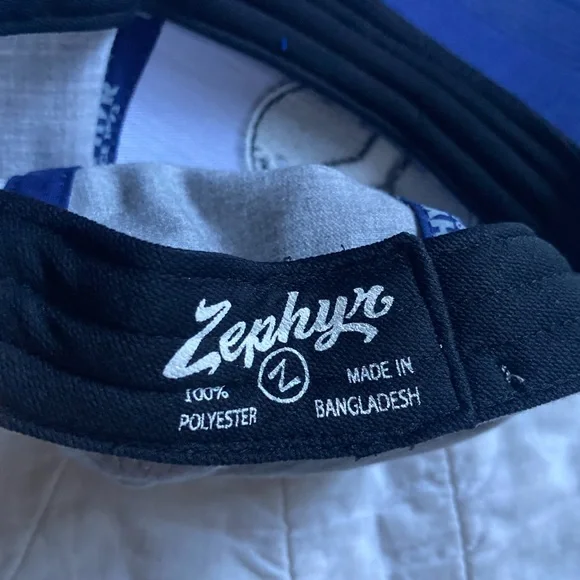 Zephyr
Z
100%
POLYESTER
MADE IN
BANGLADESH